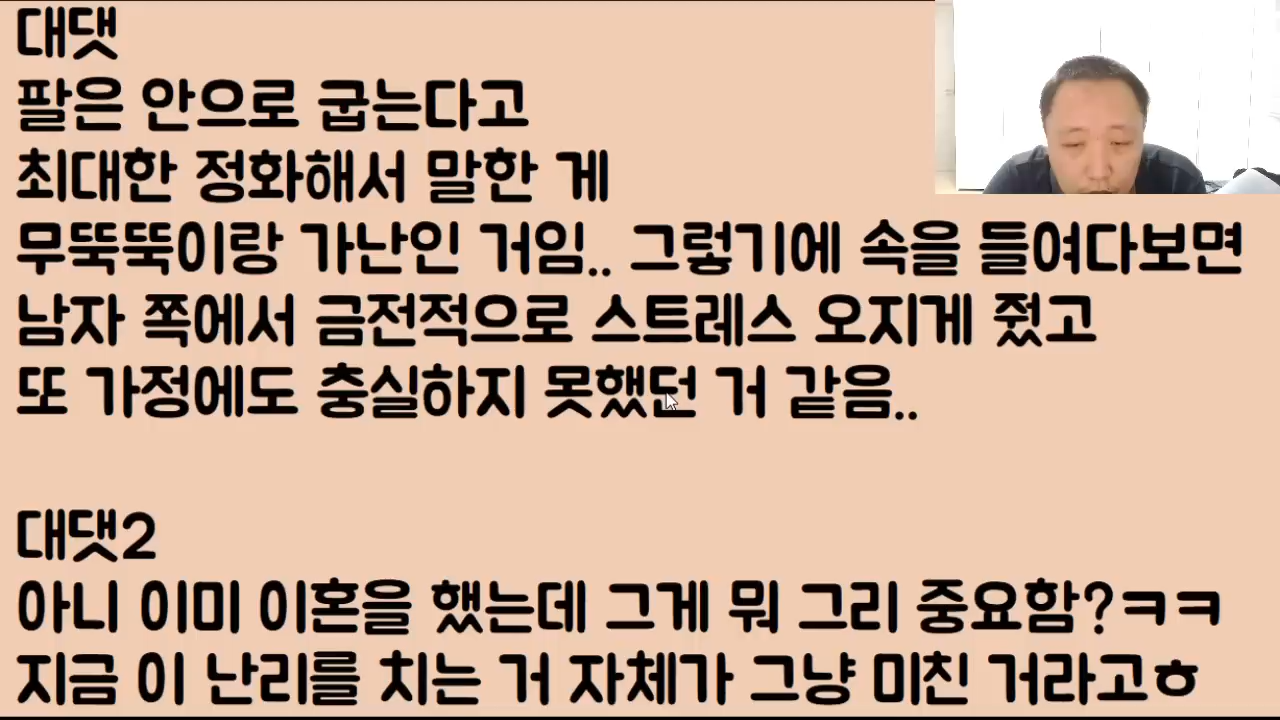 대댓
팔은 안으로 굽는다고
최대한 정화해서 말한 게
무뚝뚝이랑 가난인 거임.. 그렇기에 속을 들여다보면
남자 쪽에서 금전적으로 스트레스 오지게 줬고
또 가정에도 충실하지 못했던 거 같음..
대댓2
아니 이미 이혼을 했는데 그게 뭐 그리 중요함?ㅋㅋ
지금 이 난리를 치는 거 자체가 그냥 미친 거라고ㅎ